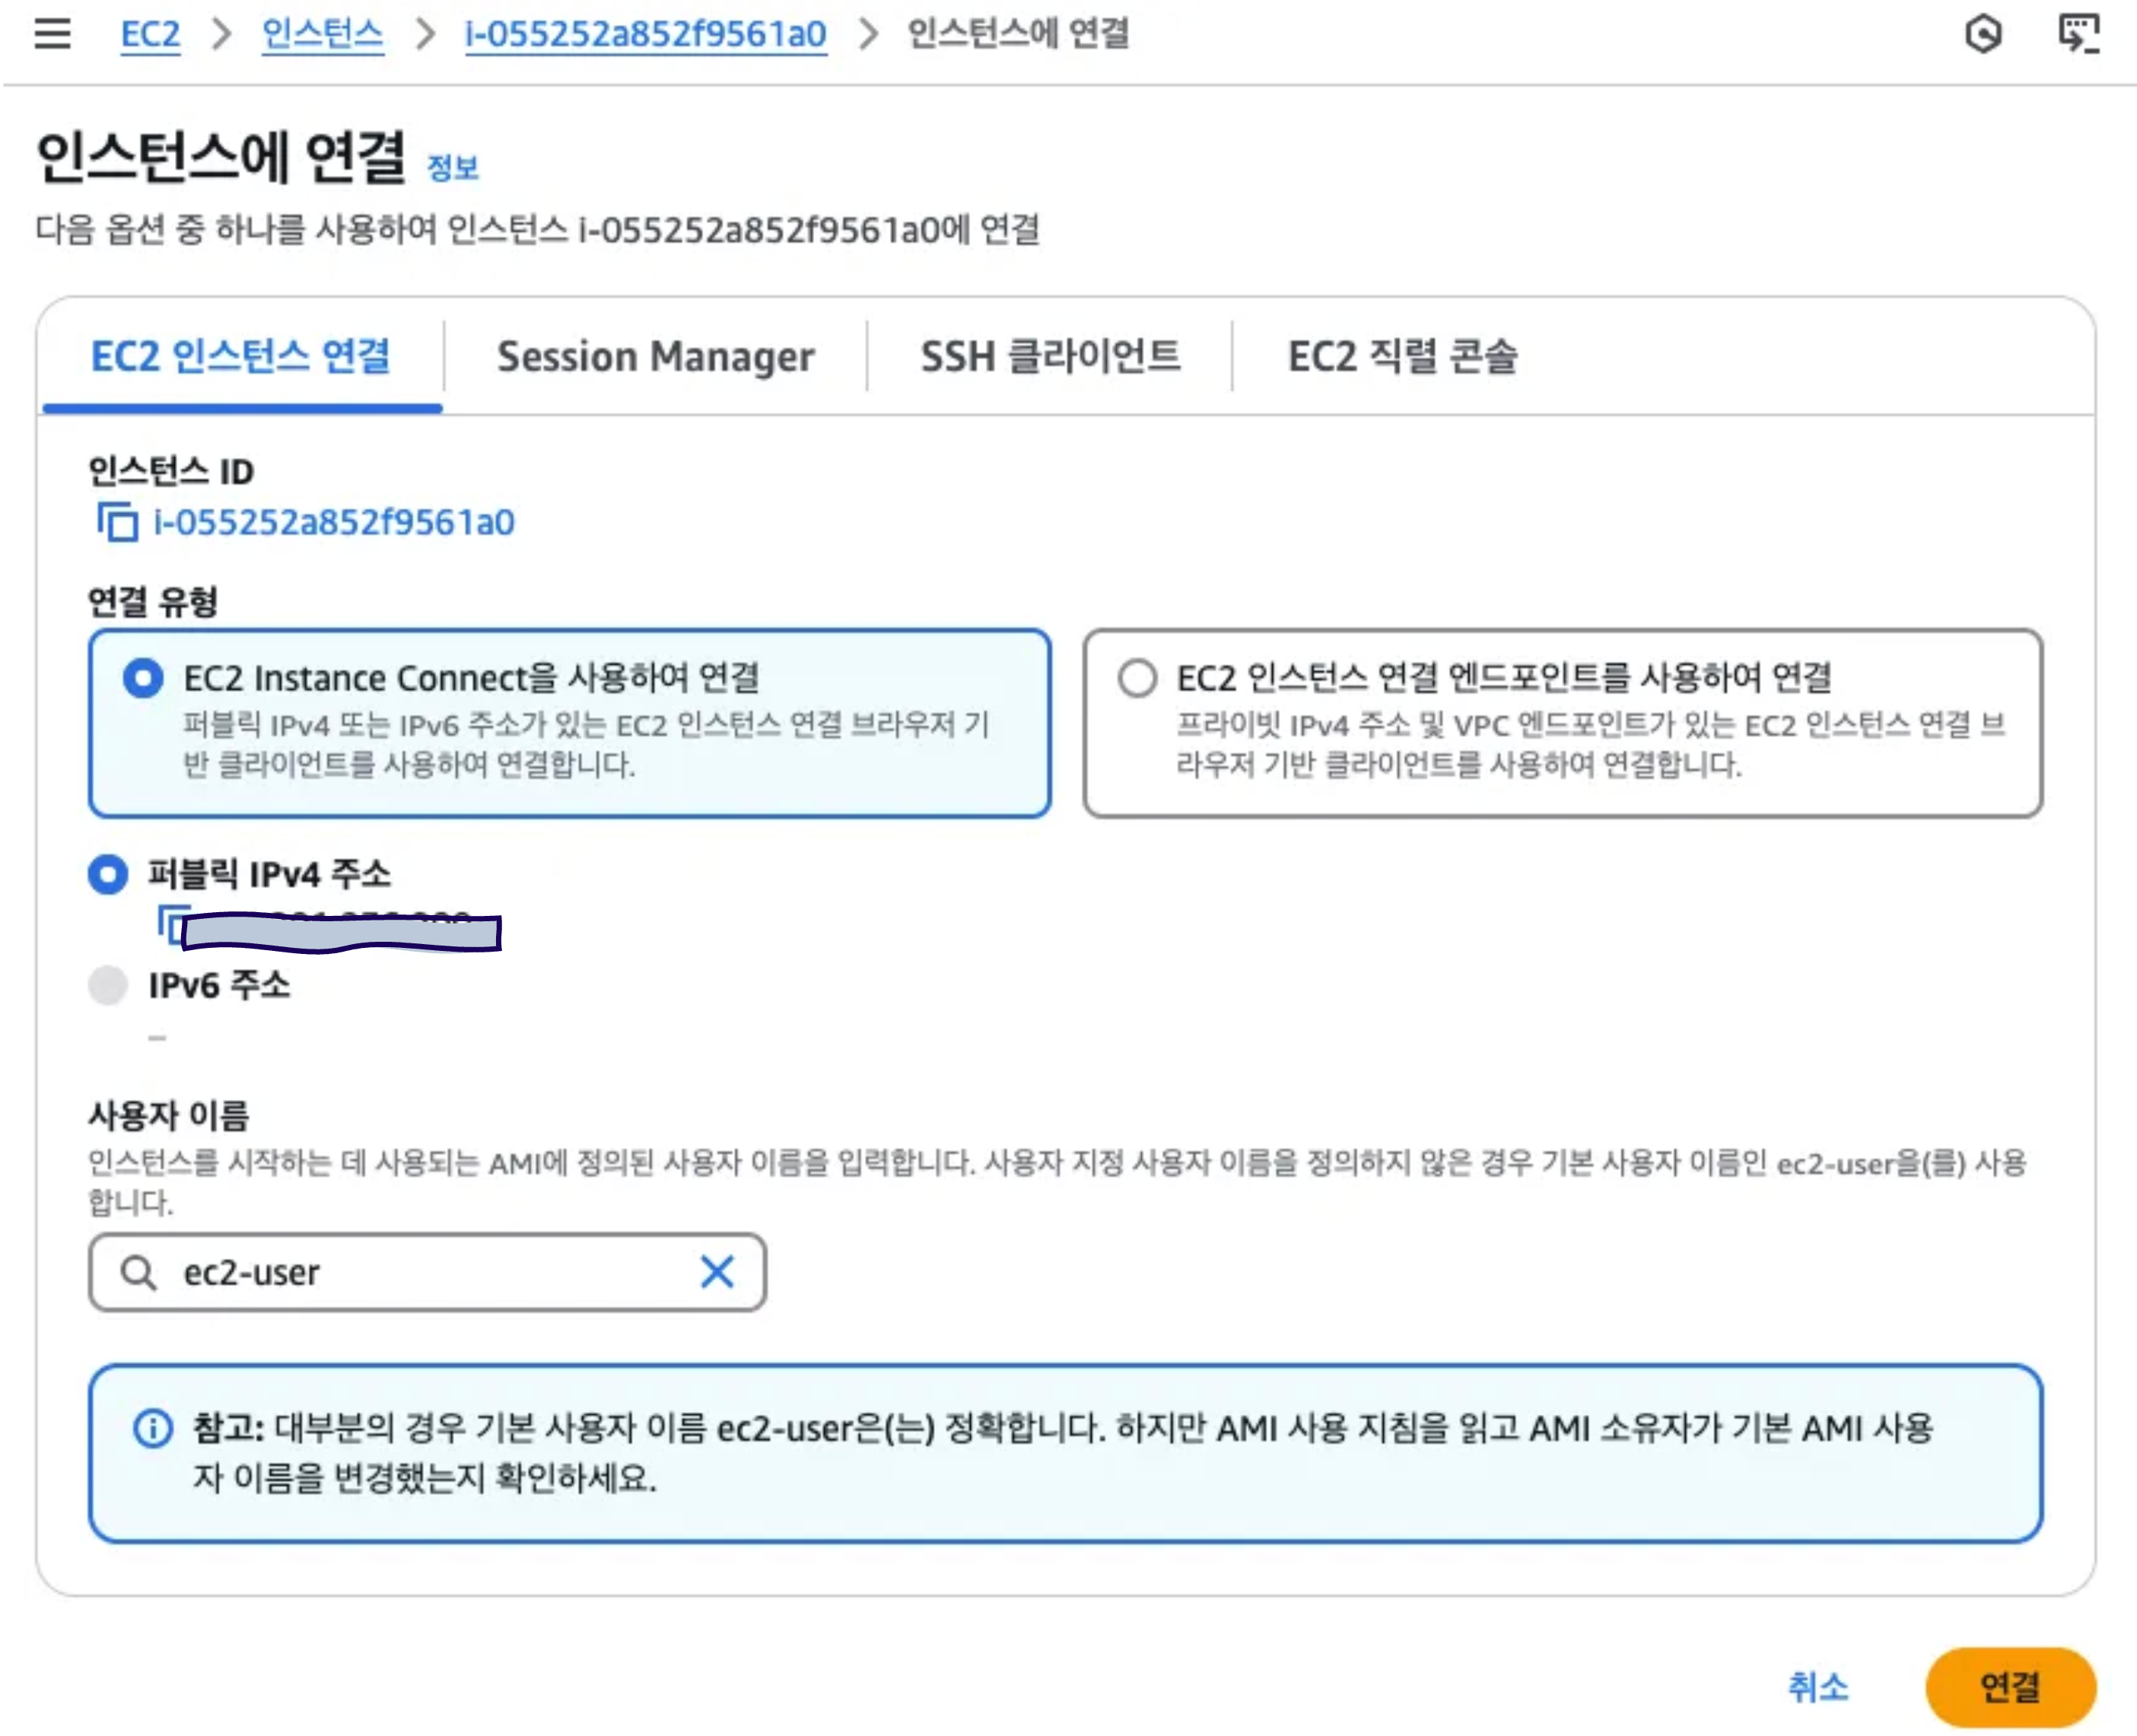 EC2 > 인스턴스 > i-055252a852f9561a0 > 인스턴스에 연결
인스턴스에 연결 정보
다음 옵션 중 하나를 사용하여 인스턴스 i-055252a852f9561a0에 연결
EC2 인스턴스 연결 Session Manager SSH 클라이언트 EC2 직렬 콘솔
인스턴스 ID
i-055252a852f9561a0
연결 유형
EC2 Instance Connect을 사용하여 연결
퍼블릭 IPv4 또는 IPv6 주소가 있는 EC2 인스턴스 연결 브라우저 기
반 클라이언트를 사용하여 연결합니다.
EC2 인스턴스 연결 엔드포인트를 사용하여 연결
프라이빗 IPv4 주소 및 VPC 엔드포인트가 있는 EC2 인스턴스 연결 브
라우저 기반 클라이언트를 사용하여 연결합니다.
퍼블릭 IPv4 주소
IPv6 주소
–
사용자 이름
인스턴스를 시작하는 데 사용되는 AMI에 정의된 사용자 이름을 입력합니다. 사용자 지정 사용자 이름을 정의하지 않은 경우 기본 사용자 이름인 ec2-user을(를) 사용
합니다.
ec2-user
참고: 대부분의 경우 기본 사용자 이름 ec2-user은(는) 정확합니다. 하지만 AMI 사용 지침을 읽고 AMI 소유자가 기본 AMI 사용
자 이름을 변경했는지 확인하세요.
취소 연결